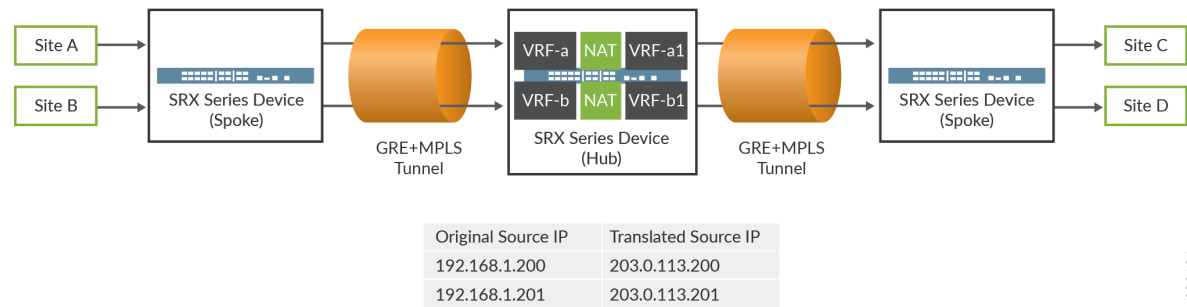 Site A
Site B
SRX Series Device
(Spoke)
GRE+MPLS
Tunnel
VRF-a NAT VRF-a1
VRF-b NAT VRF-b1
SRX Series Device
(Hub)
GRE+MPLS
Tunnel
SRX Series Device
(Spoke)
Site C
Site D
Original Source IP Translated Source IP
192.168.1.200 203.0.113.200
192.168.1.201 203.0.113.201